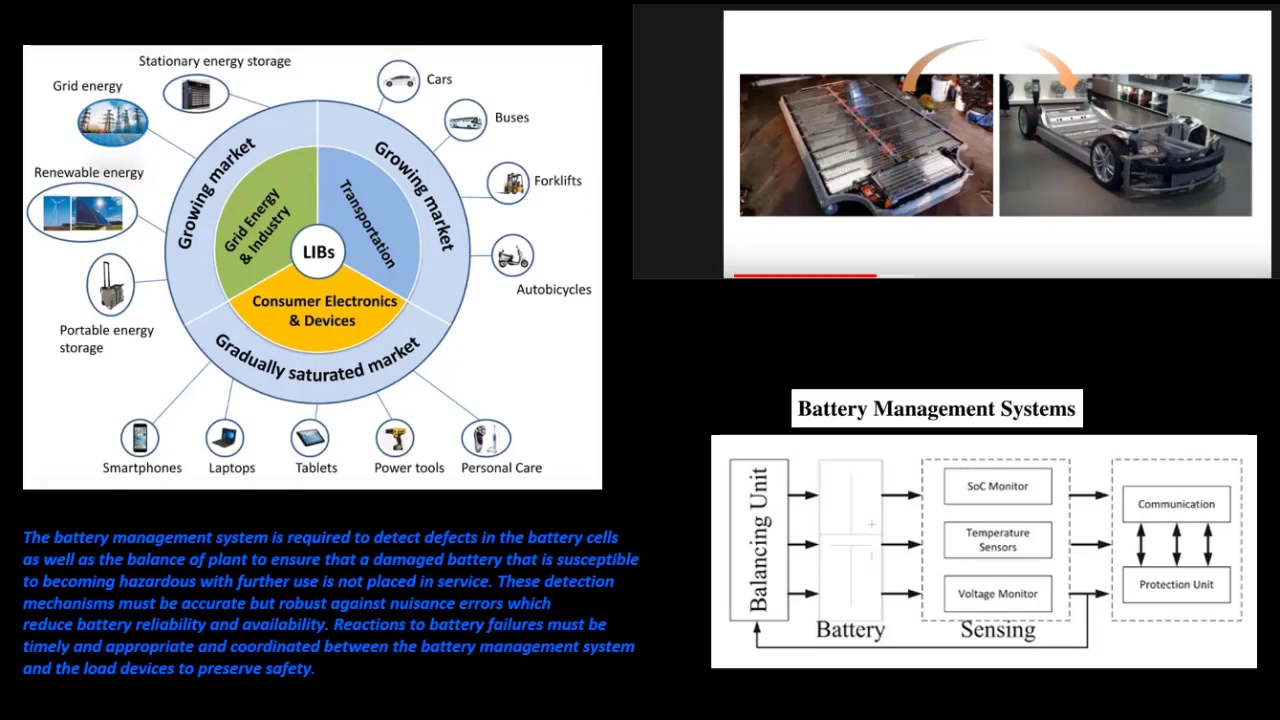 Stationary energy storage
Grid energy
Renewable energy
Portable energy
storage
Cars
Buses
Forklifts
Autobicycles
Growing market
Growing market
Gradually saturated market
Grid Energy
& Industry
Transportation
LIBs
Consumer Electronics
& Devices
Smartphones
Laptops
Tablets
Power tools
Personal Care
The battery management system is required to detect defects in the battery cells
as well as the balance of plant to ensure that a damaged battery that is susceptible
to becoming hazardous with further use is not placed in service. These detection
mechanisms must be accurate but robust against nuisance errors which
reduce battery reliability and availability. Reactions to battery failures must be
timely and appropriate and coordinated between the battery management system
and the load devices to preserve safety.
Battery Management Systems
Balancing Unit
Battery
SoC Monitor
Temperature
Sensors
Voltage Monitor
Sensing
Communication
Protection Unit